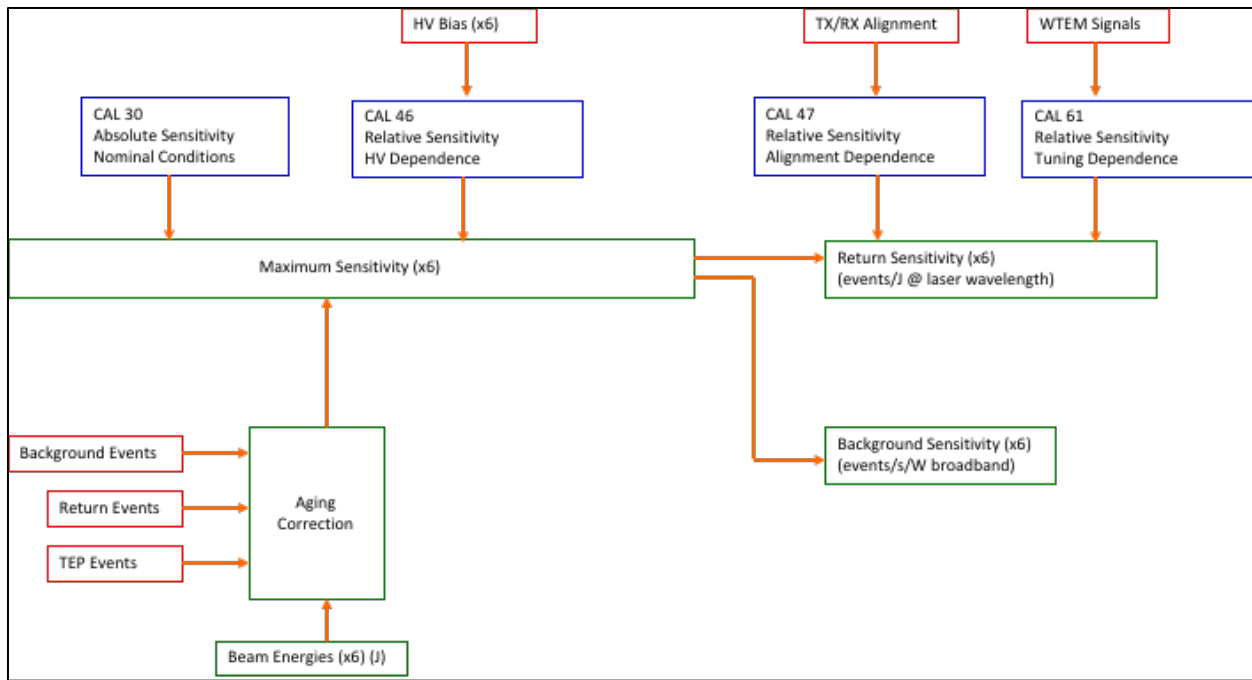 HV Bias (x6)
TX/RX Alignment
WTEM Signals
CAL 30
Absolute Sensitivity
Nominal Conditions
CAL 46
Relative Sensitivity
HV Dependence
CAL 47
Relative Sensitivity
Alignment Dependence
CAL 61
Relative Sensitivity
Tuning Dependence
Maximum Sensitivity (x6)
Return Sensitivity (x6)
(events/J @ laser wavelength)
Background Events
Return Events
TEP Events
Aging
Correction
Background Sensitivity (x6)
(events/s/W broadband)
Beam Energies (x6) (J)